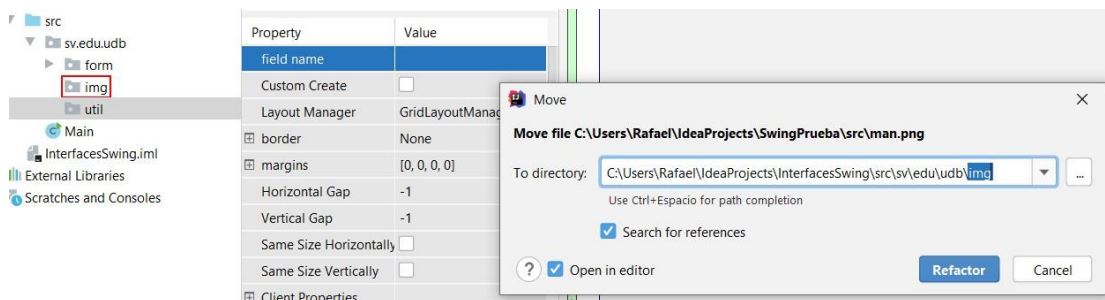 src
sv.edu.udb
form
img
util
Main
InterfacesSwing.iml
External Libraries
Scratches and Consoles
Property Value
field name
Custom Create
Layout Manager GridLayoutManag
border None
margins [0, 0, 0, 0]
Horizontal Gap -1
Vertical Gap -1
Same Size Horizontally
Same Size Vertically
Client Properties
Move
Move file C:\Users\Rafael\IdeaProjects\SwingPrueba\src\man.png
To directory: C:\Users\Rafael\IdeaProjects\InterfacesSwing\src\sv\edu\udb\img
Use Ctrl+Espacio for path completion
Search for references
? Open in editor Refactor Cancel